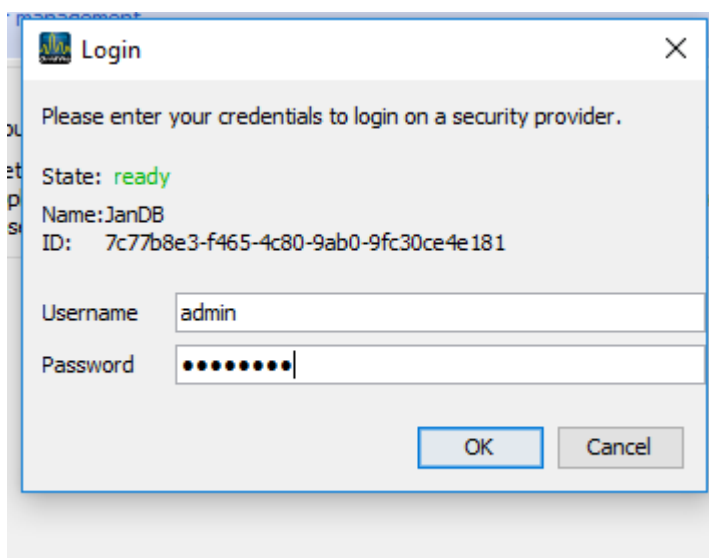 management
Login
Please enter your credentials to login on a security provider.
State: ready
Name:JanDB
ID: 7c77b8e3-f465-4c80-9ab0-9fc30ce4e181
Username admin
Password ●●●●●●●●
OK Cancel